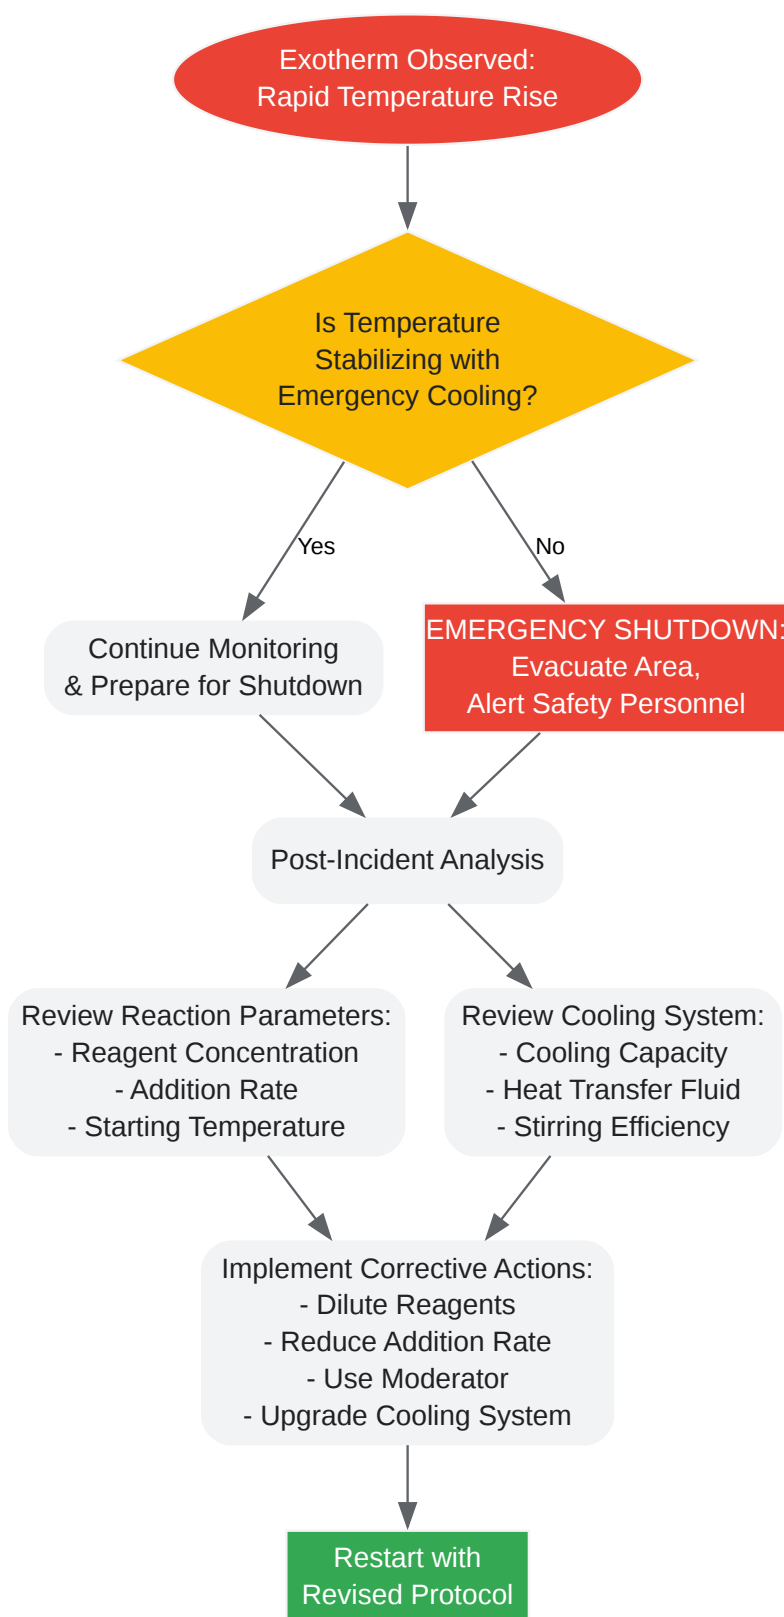 Exotherm Observed:
Rapid Temperature Rise
Is Temperature
Stabilizing with
Emergency Cooling?
Yes
No
Continue Monitoring
& Prepare for Shutdown
EMERGENCY SHUTDOWN:
Evacuate Area,
Alert Safety Personnel
Post-Incident Analysis
Review Reaction Parameters:
- Reagent Concentration
- Addition Rate
- Starting Temperature
Review Cooling System:
- Cooling Capacity
- Heat Transfer Fluid
- Stirring Efficiency
Implement Corrective Actions:
- Dilute Reagents
- Reduce Addition Rate
- Use Moderator
- Upgrade Cooling System
Restart with
Revised Protocol